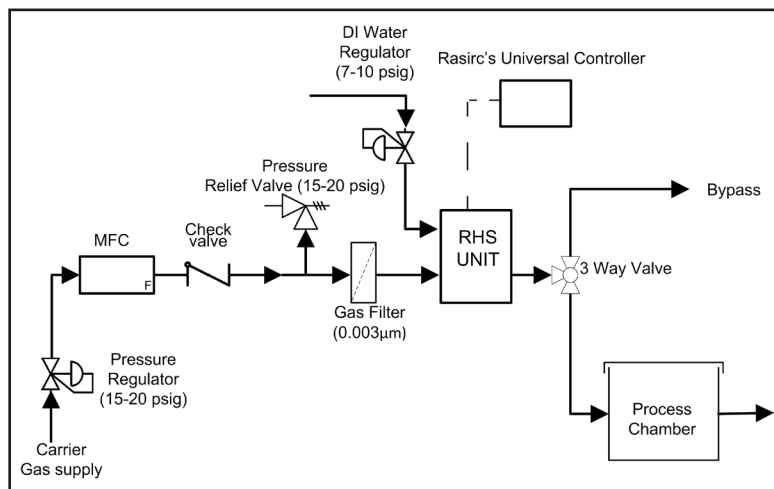 DI Water
Regulator
(7-10 psig)
Rasirc's Universal Controller
Pressure
Relief Valve (15-20 psig)
MFC
F
Check
valve
RHS
UNIT
Bypass
3 Way Valve
Gas Filter
(0.003µm)
Pressure
Regulator
(15-20 psig)
Process
Chamber
Carrier
Gas supply